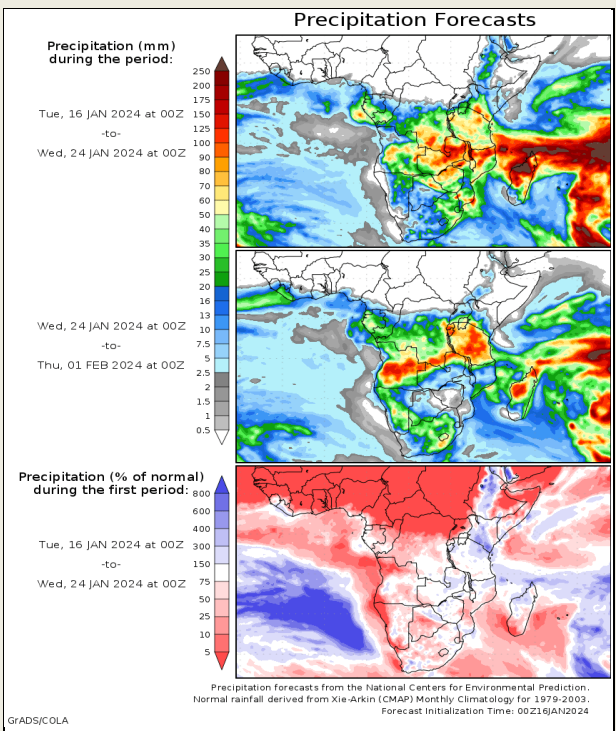 Precipitation Forecasts
Precipitation (mm)
during the period:
Tue, 16 JAN 2024 at 00Z
-to-
Wed, 24 JAN 2024 at 00Z
250
200
175
150
125
100
90
80
70
60
50
40
35
30
25
20
16
13
10
7.5
5
2.5
2
1.5
1
0.5
Wed, 24 JAN 2024 at 00Z
-to-
Thu, 01 FEB 2024 at 00Z
Precipitation (% of normal)
during the first period:
Tue, 16 JAN 2024 at 00Z
-to-
Wed, 24 JAN 2024 at 00Z
800
600
400
300
150
75
50
25
10
5
Precipitation forecasts from the National Centers for Environmental Prediction.
Normal rainfall derived from Xie-Arkin (CMAP) Monthly Climatology for 1979-2003.
Forecast Initialization Time: 00Z16JAN2024
GrADS/COLA